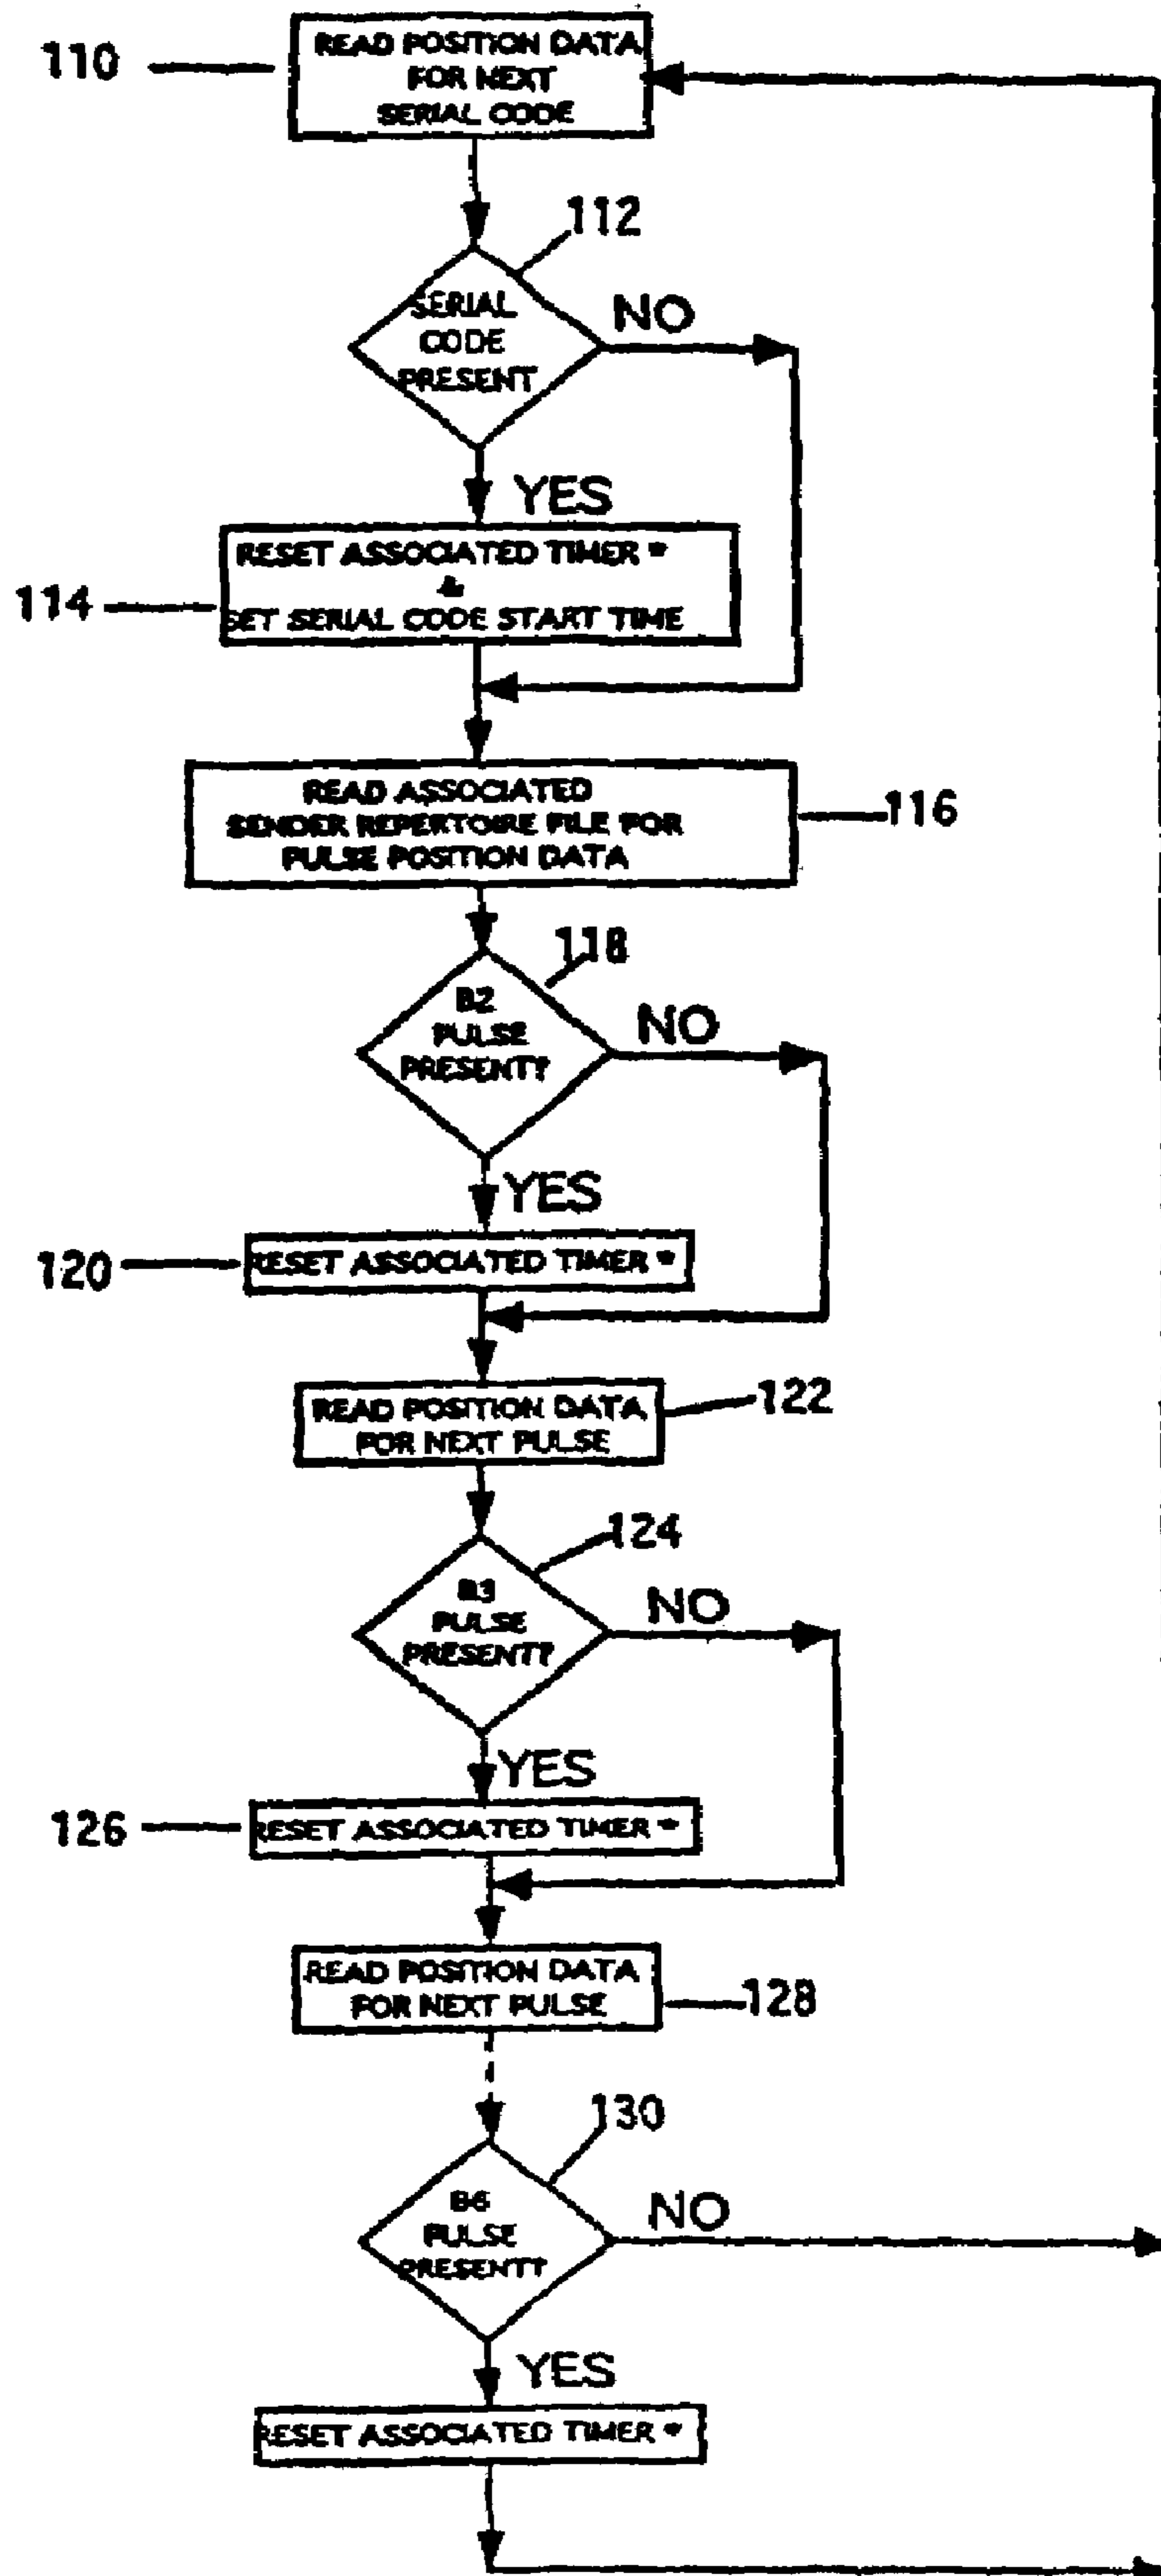 110
READ POSITION DATA
FOR NEXT
SERIAL CODE
112
SERIAL
CODE
PRESENT
NO
YES
114
RESET ASSOCIATED TIMER *
&
SET SERIAL CODE START TIME
READ ASSOCIATED
SENDER REPERTOIRE FILE FOR
PULSE POSITION DATA
116
118
B2
PULSE
PRESENT?
NO
YES
120
RESET ASSOCIATED TIMER *
READ POSITION DATA
FOR NEXT PULSE
122
124
B3
PULSE
PRESENT?
NO
YES
126
RESET ASSOCIATED TIMER *
READ POSITION DATA
FOR NEXT PULSE
128
130
B6
PULSE
PRESENT?
NO
YES
RESET ASSOCIATED TIMER *